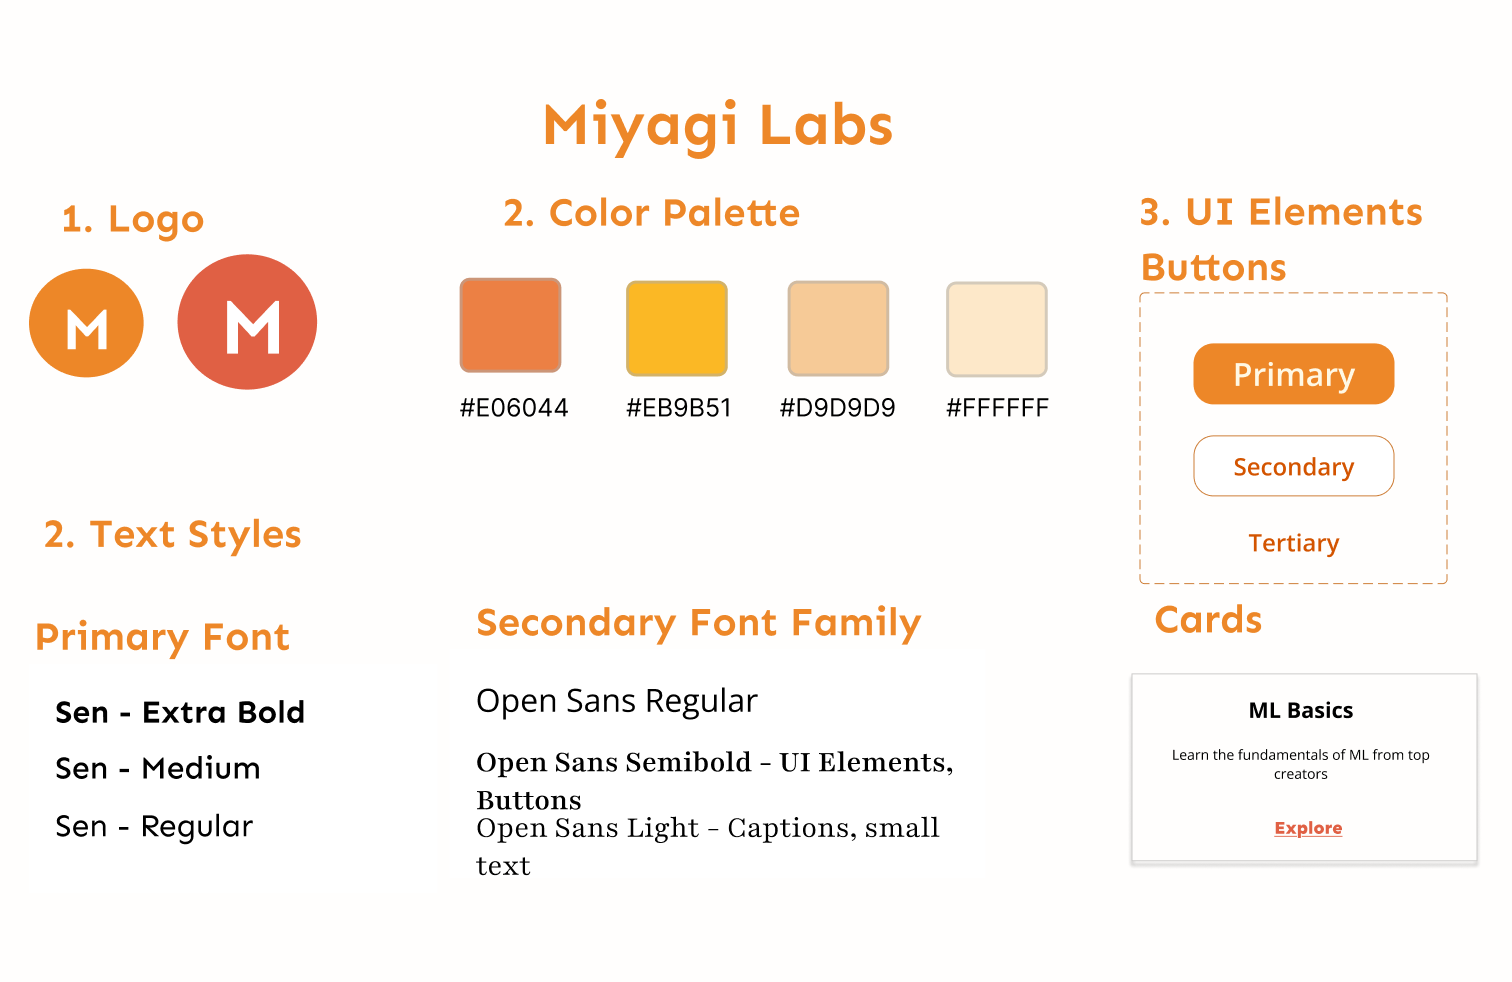 Miyagi Labs
1. Logo
M
M
2. Color Palette
#E06044
#EB9B51
#D9D9D9
#FFFFFF
3. UI Elements
Buttons
Primary
Secondary
Tertiary
2. Text Styles
Primary Font
Sen - Extra Bold
Sen - Medium
Sen - Regular
Secondary Font Family
Open Sans Regular
Open Sans Semibold - UI Elements,
Buttons
Open Sans Light - Captions, small
text
Cards
ML Basics
Learn the fundamentals of ML from top
creators
Explore